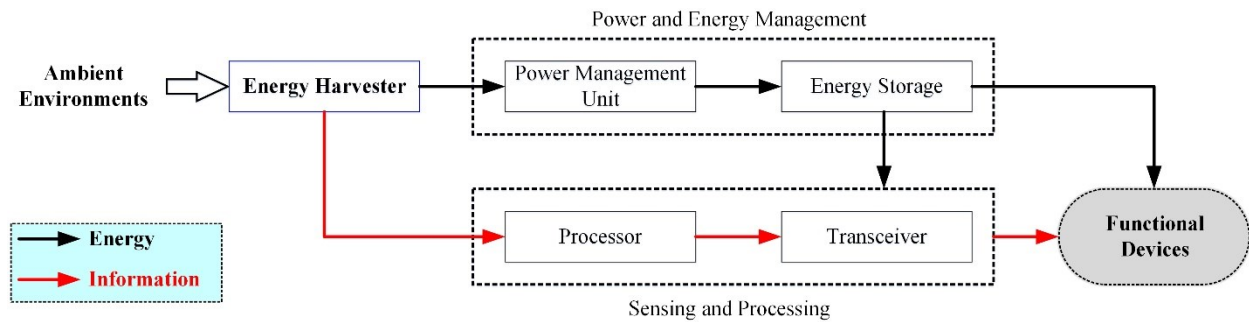 Power and Energy Management
Ambient
Environments
Energy Harvester
Power Management
Unit
Energy Storage
Processor
Transceiver
Functional
Devices
Energy
Information
Sensing and Processing